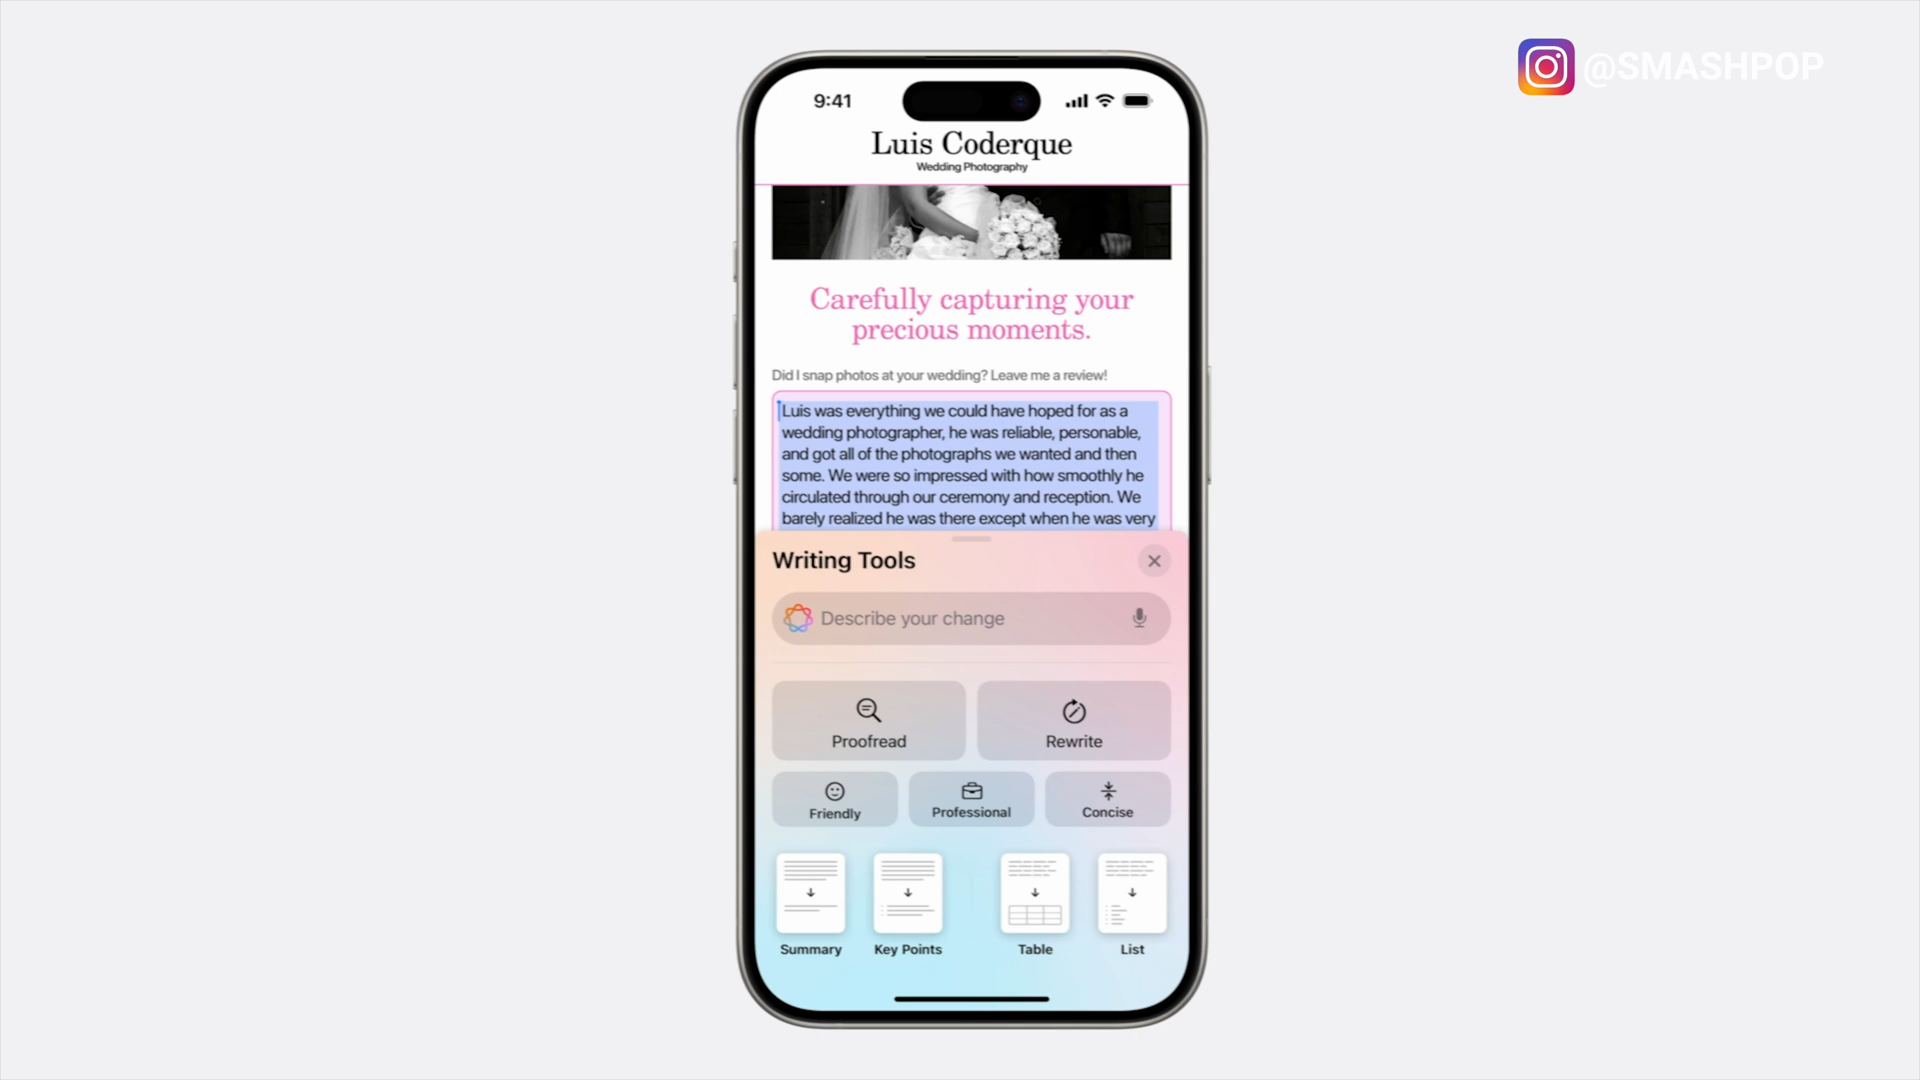 @SMASHPOP
9:41
Luis Coderque
Wedding Photography
Carefully capturing your
precious moments.
Did I snap photos at your wedding? Leave me a review!
Luis was everything we could have hoped for as a
wedding photographer, he was reliable, personable,
and got all of the photographs we wanted and then
some. We were so impressed with how smoothly he
circulated through our ceremony and reception. We
barely realized he was there except when he was very
Writing Tools
Describe your change
Proofread
Rewrite
Friendly
Professional
Concise
Summary
Key Points
Table
List